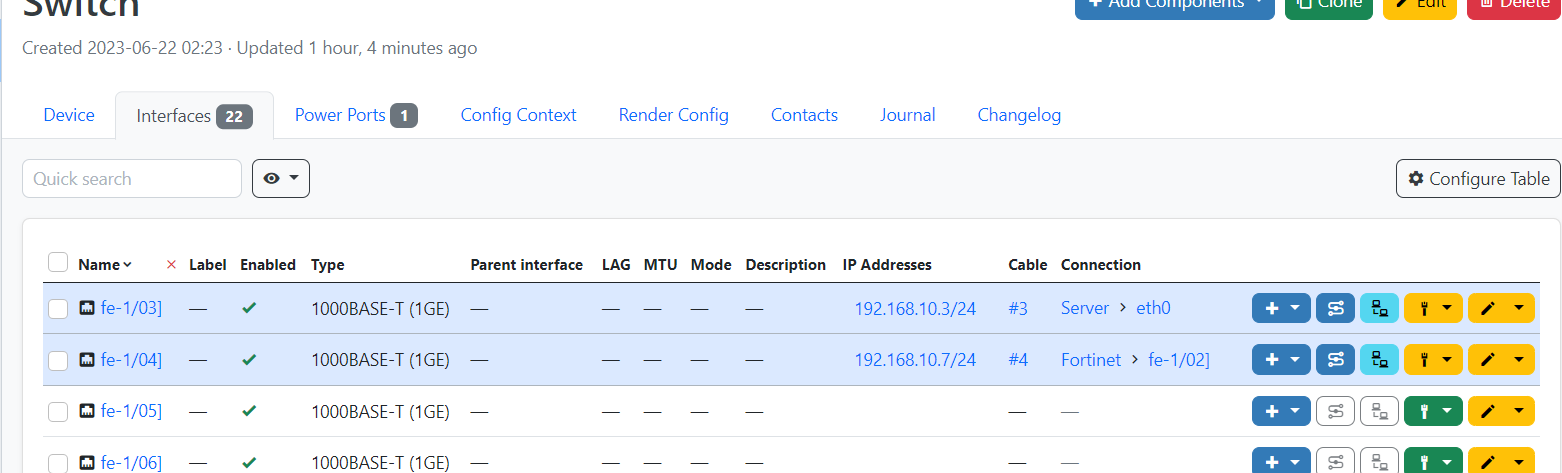 Switch
+ Add Components Clone Edit Delete
Created 2023-06-22 02:23 · Updated 1 hour, 4 minutes ago
Device Interfaces 22 Power Ports 1 Config Context Render Config Contacts Journal Changelog
Quick search Configure Table
Name Label Enabled Type Parent interface LAG MTU Mode Description IP Addresses Cable Connection
fe-1/03] — 1000BASE-T (1GE) — — — — — 192.168.10.3/24 #3 Server > eth0
fe-1/04] — 1000BASE-T (1GE) — — — — — 192.168.10.7/24 #4 Fortinet > fe-1/02]
fe-1/05] — 1000BASE-T (1GE) — — — — — — —
fe-1/06] — 1000BASE-T (1GE) — — — — — — —